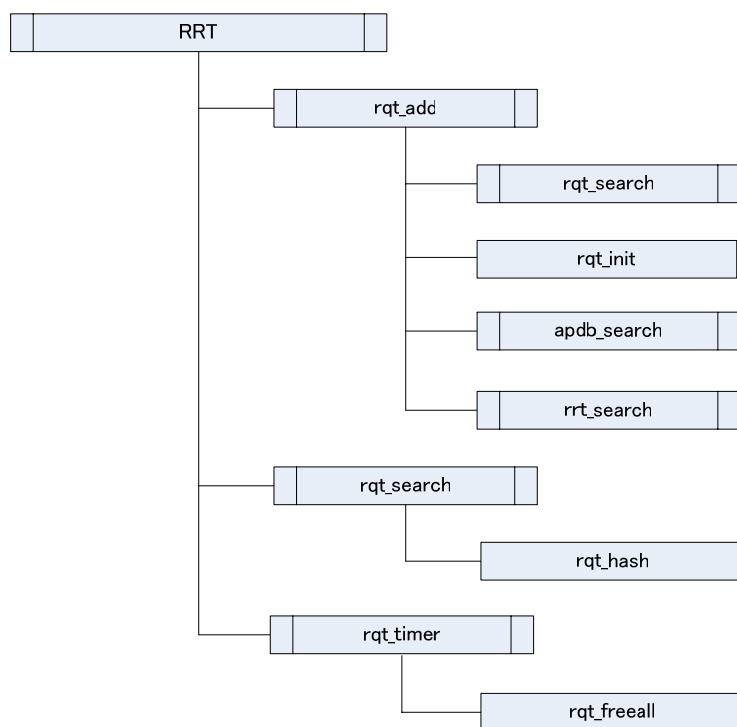 RRT
rqt_add
rqt_search
rqt_init
apdb_search
rrt_search
rqt_search
rqt_hash
rqt_timer
rqt_freeall